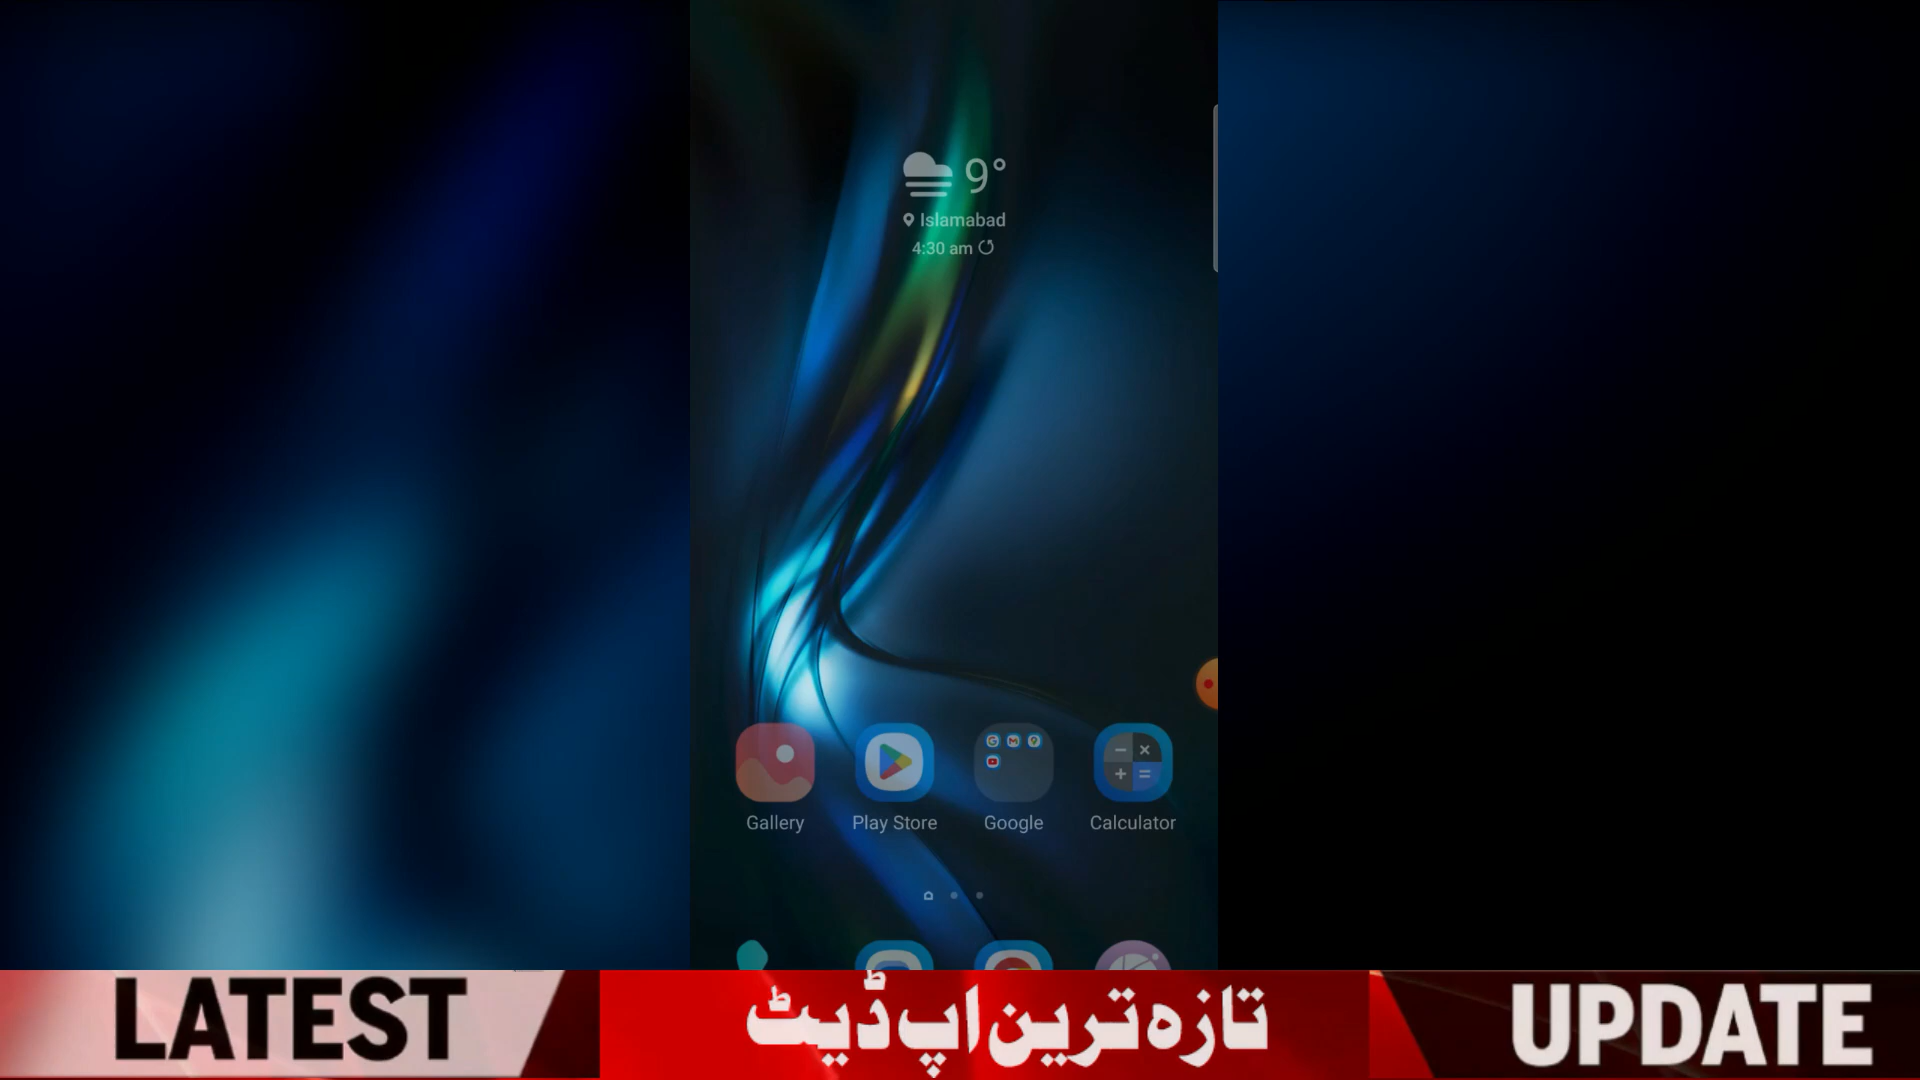 9°
Islamabad
4:30 am
Gallery
Play Store
Google
Calculator
LATEST
تازہ ترین اپ ڈیٹ
UPDATE